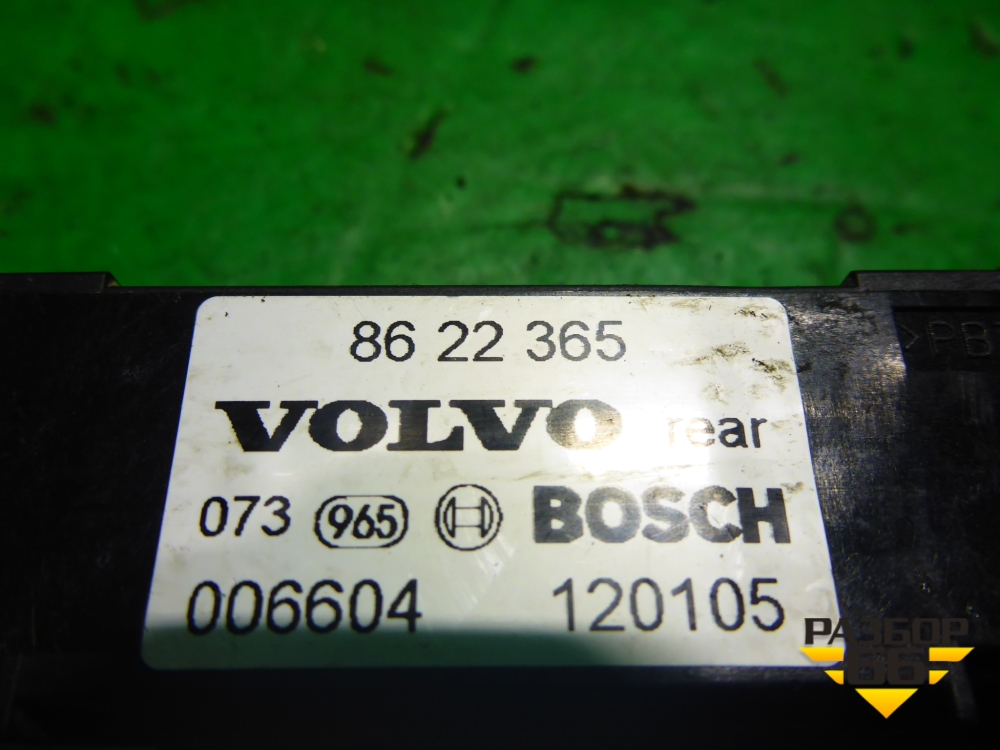 86 22 365
VOLVO rear
073 965 BOSCH
006604 120105
>PB
РАЗБОР
66